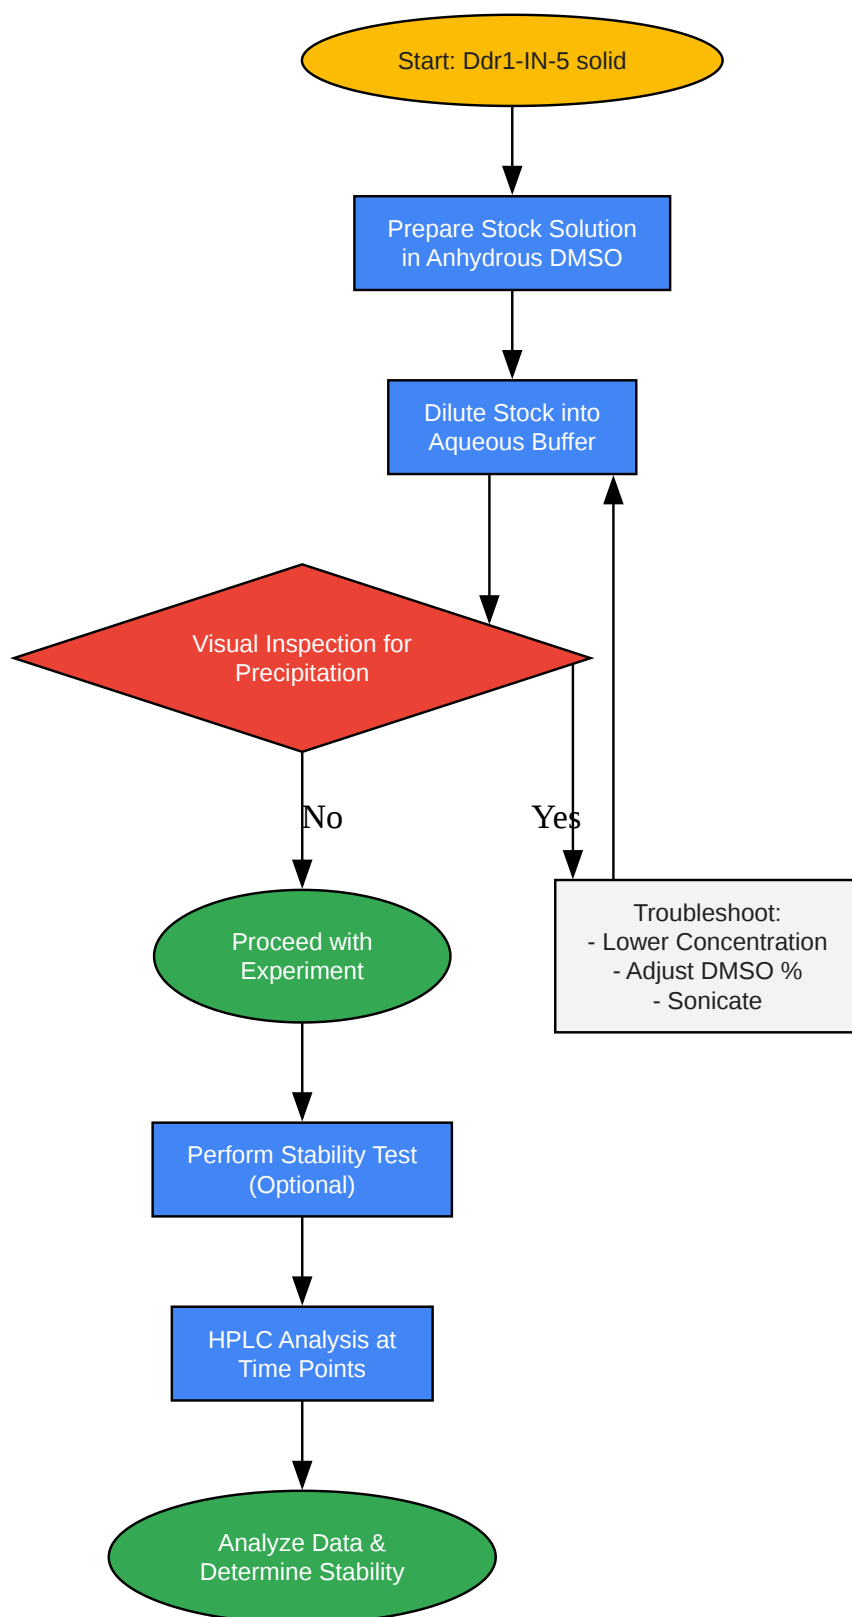 Start: Ddr1-IN-5 solid
Prepare Stock Solution
in Anhydrous DMSO
Dilute Stock into
Aqueous Buffer
Visual Inspection for
Precipitation
No
Yes
Troubleshoot:
- Lower Concentration
- Adjust DMSO %
- Sonicate
Proceed with
Experiment
Perform Stability Test
(Optional)
HPLC Analysis at
Time Points
Analyze Data &
Determine Stability